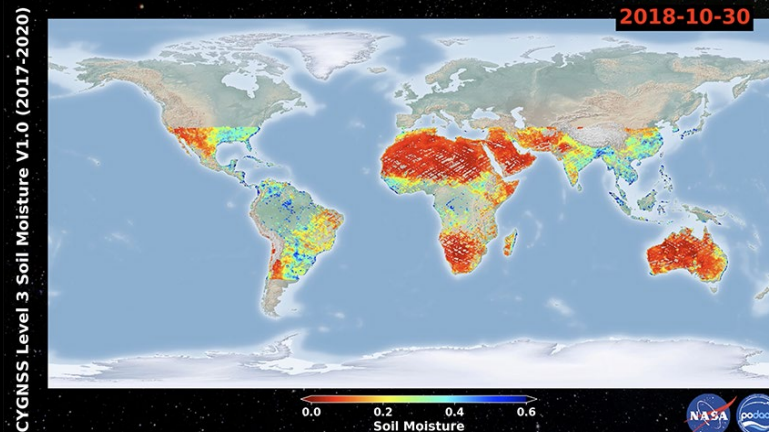 2018-10-30
CYGNSS Level 3 Soil Moisture V1.0 (2017-2020)
0.0 0.2 0.4 0.6
Soil Moisture
NASA